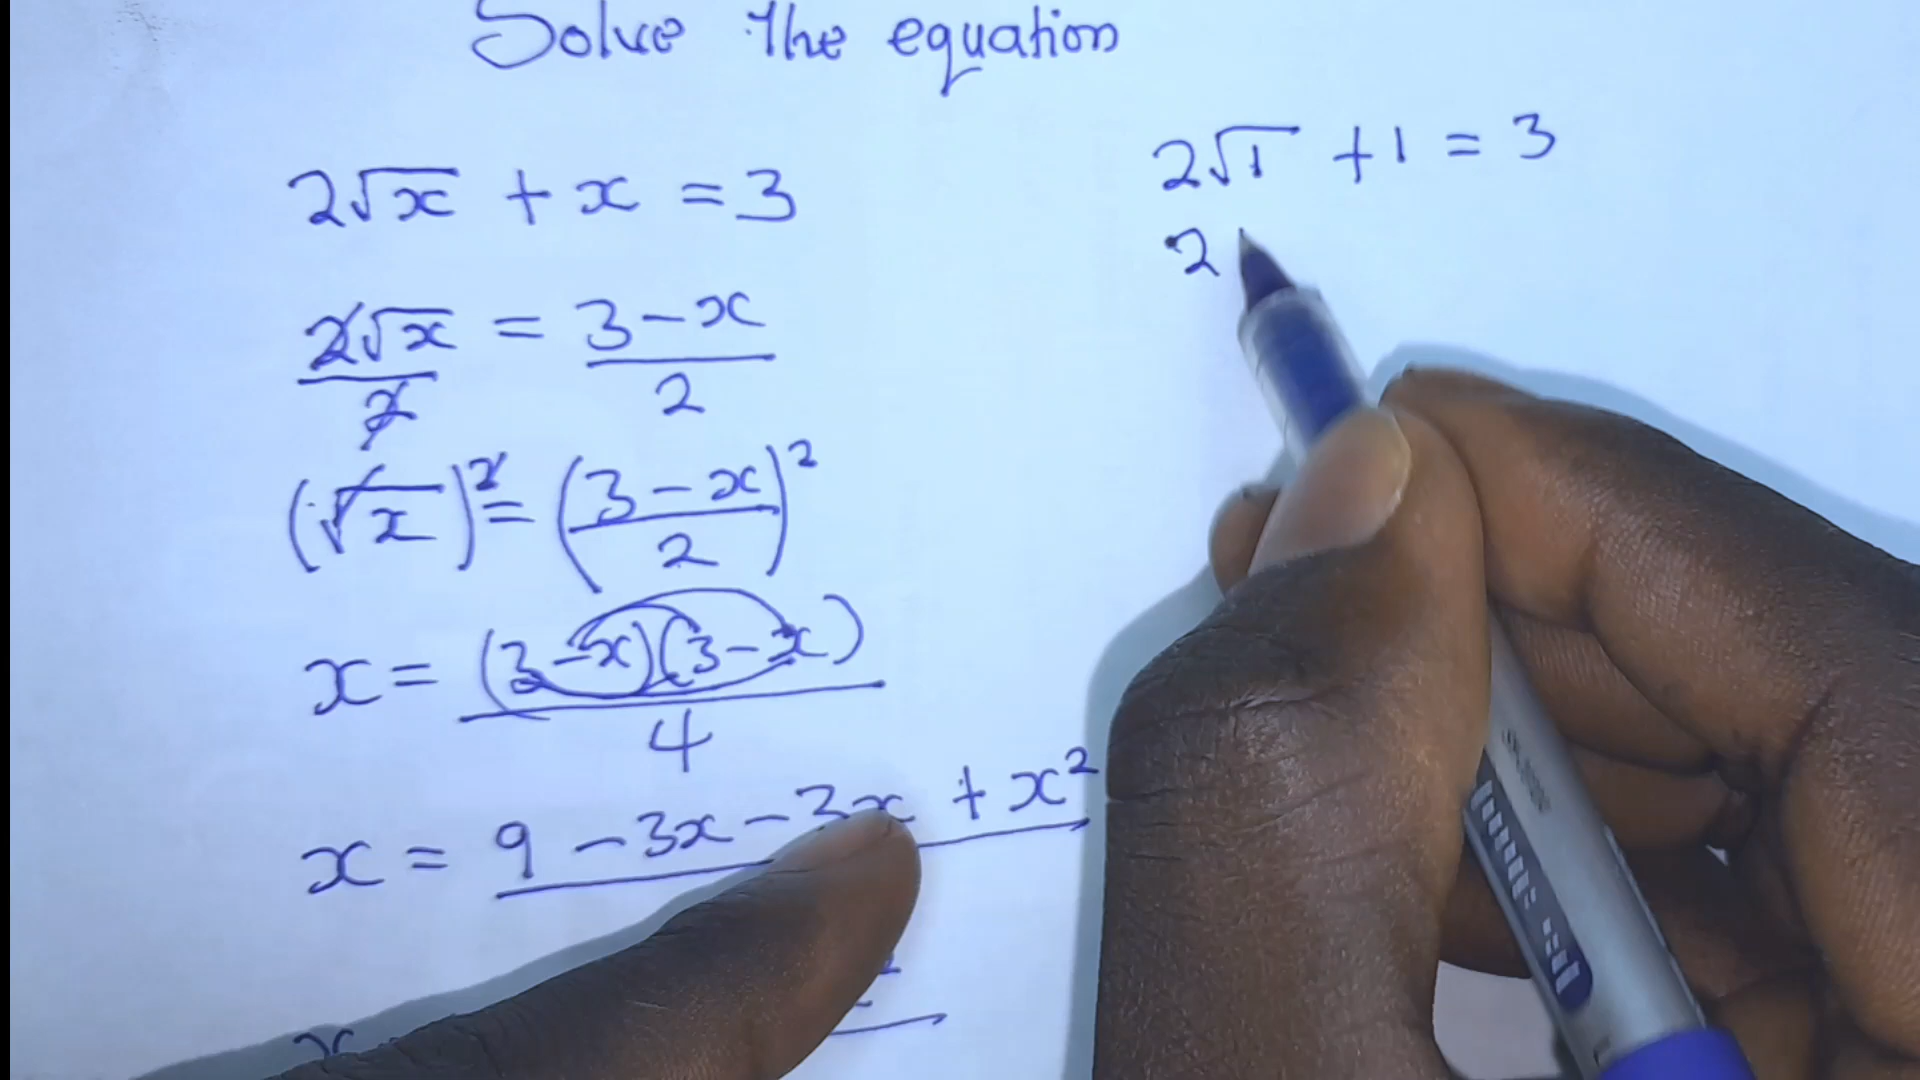 Solve The equation
2√x + x = 3
2√x/2 = 3-x/2
(√x)² = (3-x/2)²
x = (3-x)(3-x)/4
x = 9 - 3x - 3x + x²
x
2√1 + 1 = 3
2